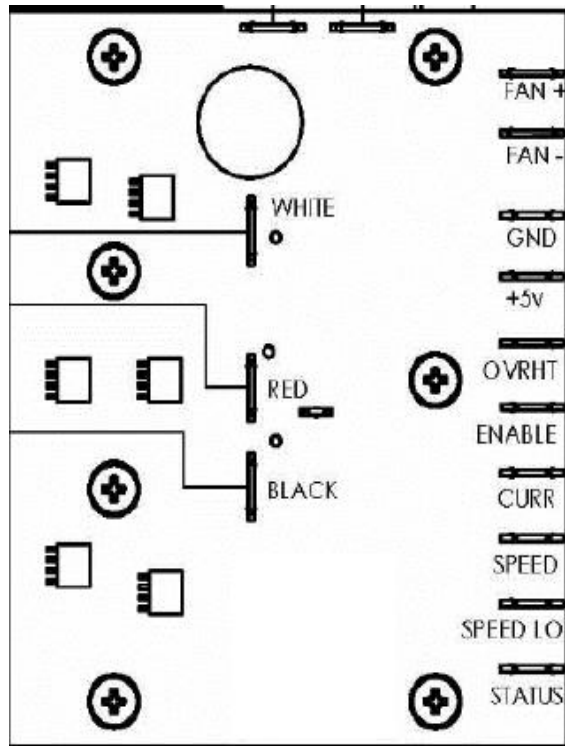 FAN +
FAN -
WHITE
GND
+5v
OVRHT
RED
ENABLE
BLACK
CURR
SPEED
SPEED LO
STATUS